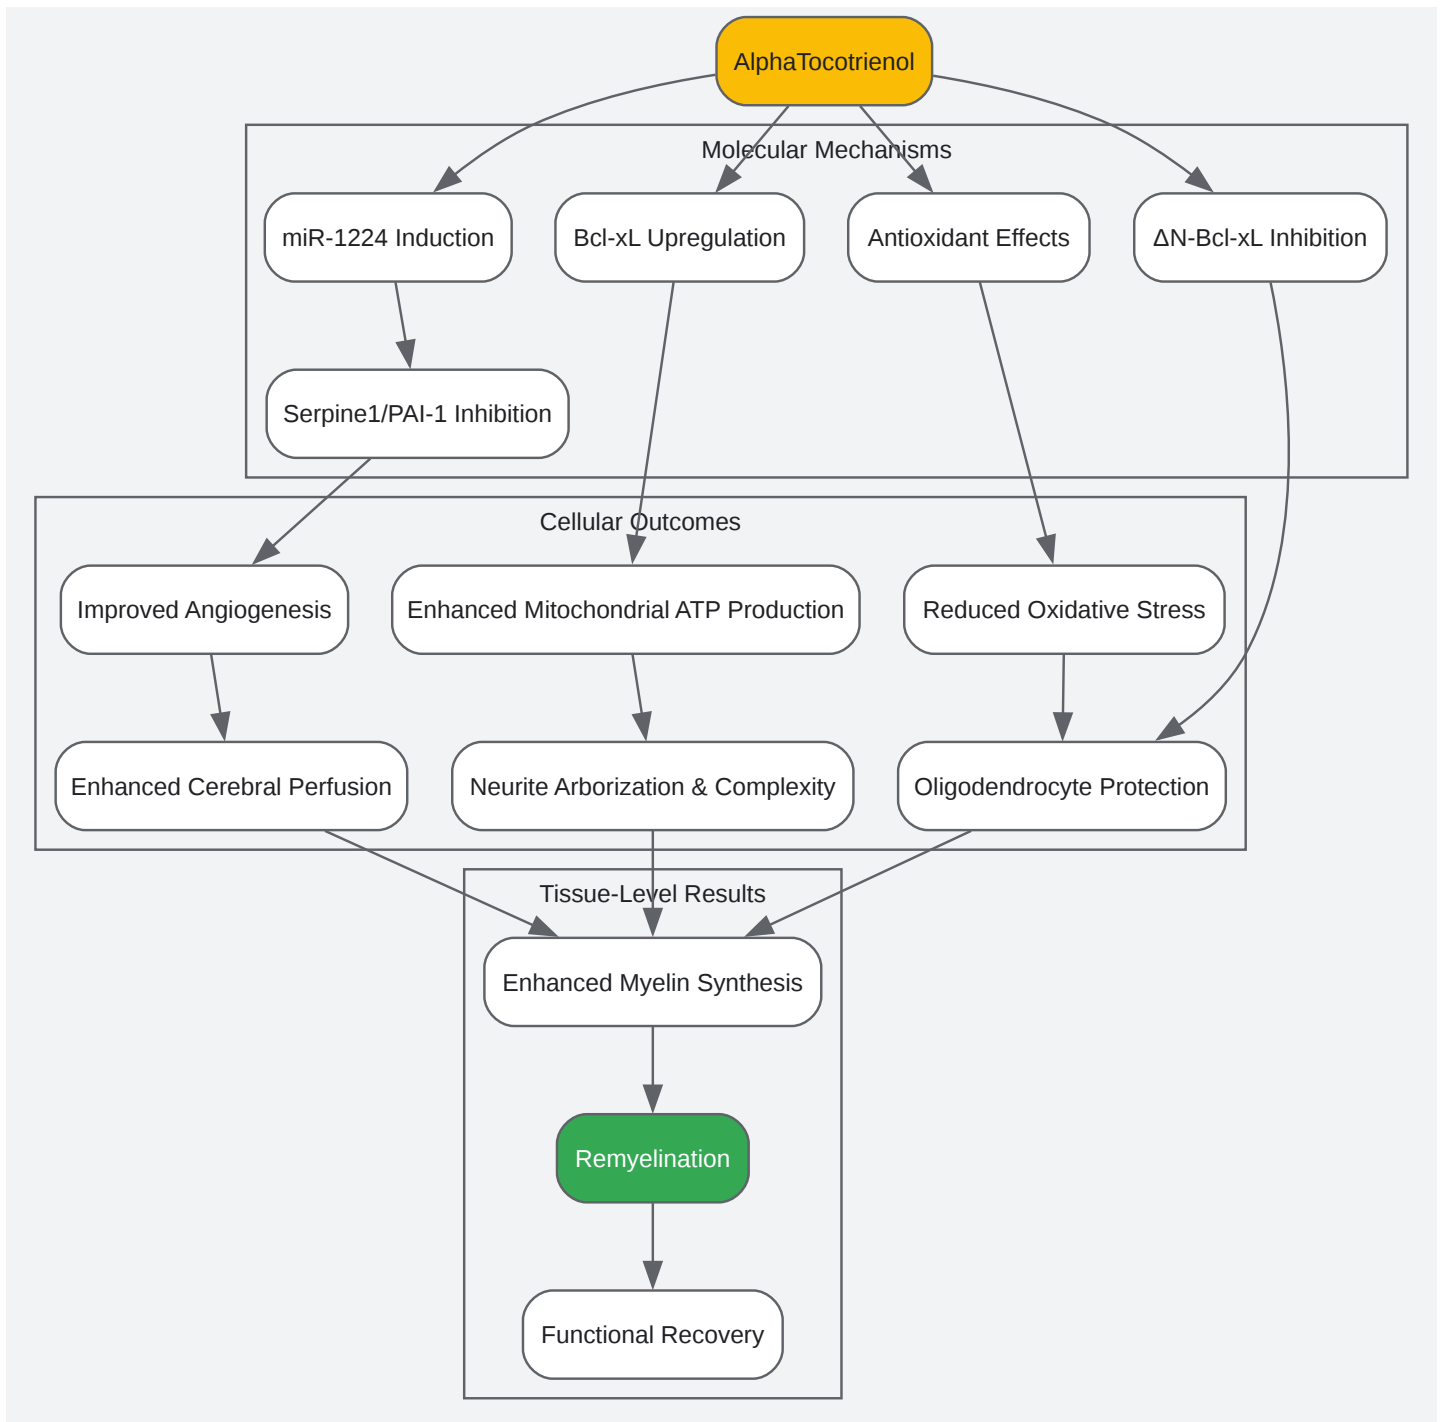 AlphaTocotrienol
Molecular Mechanisms
miR-1224 Induction
Bcl-xL Upregulation
Antioxidant Effects
ΔN-Bcl-xL Inhibition
Serpine1/PAI-1 Inhibition
Cellular Outcomes
Improved Angiogenesis
Enhanced Mitochondrial ATP Production
Reduced Oxidative Stress
Enhanced Cerebral Perfusion
Neurite Arborization & Complexity
Oligodendrocyte Protection
Tissue-Level Results
Enhanced Myelin Synthesis
Remyelination
Functional Recovery